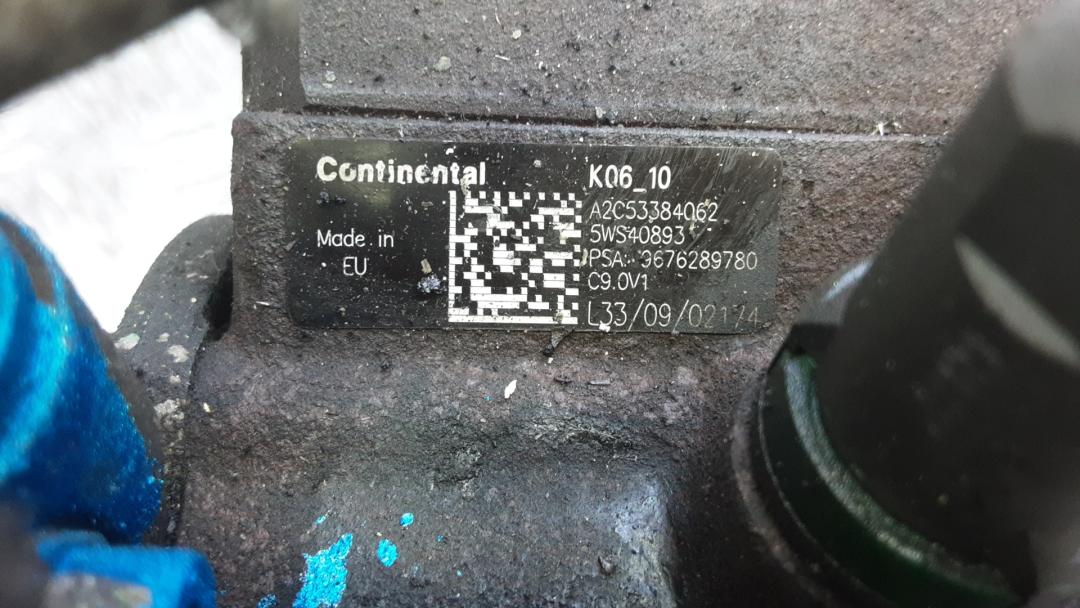 Continental
Made in
EU
K06_10
A2C53384062
5WS40893
PSA: 9676289780
C9.0V1
L33/09/02174